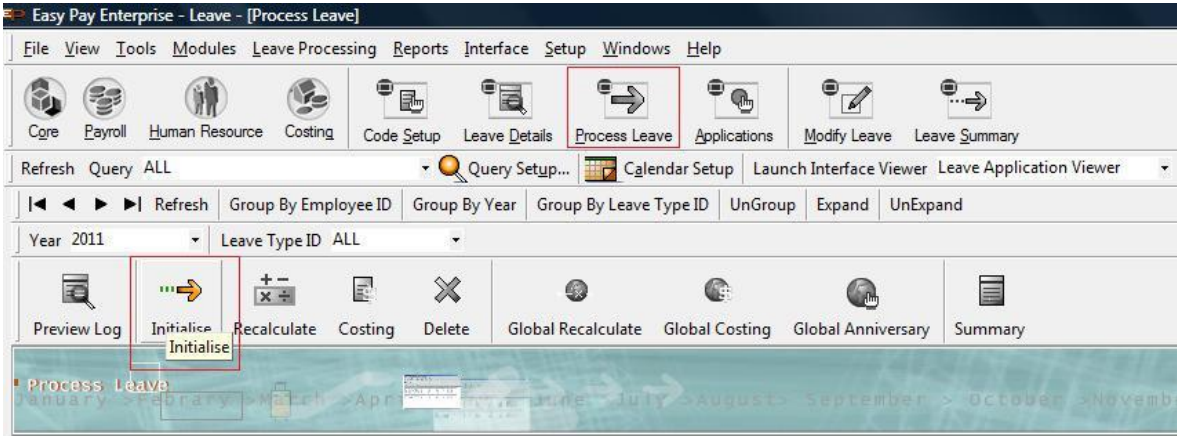 Easy Pay Enterprise - Leave - [Process Leave]
File View Tools Modules Leave Processing Reports Interface Setup Windows Help
Core Payroll Human Resource Costing Code Setup Leave Details Process Leave Applications Modify Leave Leave Summary
Refresh Query ALL Query Setup... Calendar Setup Launch Interface Viewer Leave Application Viewer
Refresh Group By Employee ID Group By Year Group By Leave Type ID UnGroup Expand UnExpand
Year 2011 Leave Type ID ALL
Preview Log Initialise Recalculate Costing Delete Global Recalculate Global Costing Global Anniversary Summary
Initialise
Process Leave
January >Febrary >March >Apri June >July >August> September > October >Novemb